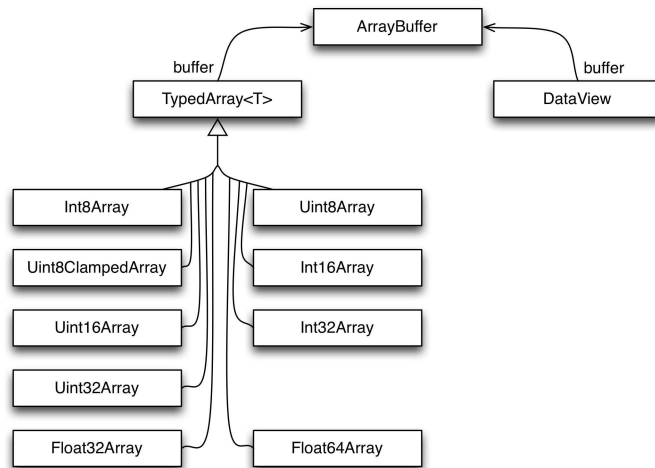 ArrayBuffer
buffer
buffer
TypedArray<T>
DataView
Int8Array
Uint8Array
Uint8ClampedArray
Int16Array
Uint16Array
Int32Array
Uint32Array
Float32Array
Float64Array